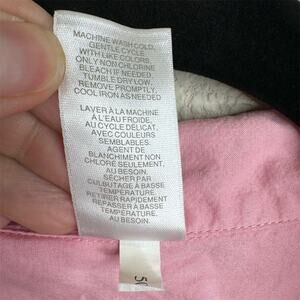 MACHINE WASH COLD,
GENTLE CYCLE
WITH LIKE COLORS.
ONLY NON CHLORINE
BLEACH IF NEEDED.
TUMBLE DRY LOW.
REMOVE PROMPTLY.
COOL IRON AS NEEDED
LAVER À LA MACHINE
À L'EAU FROIDE,
AU CYCLE DÉLICAT,
AVEC COULEURS
SEMBLABLES.
AGENT DE
BLANCHIMENT NON
CHLORÉ SEULEMENT,
AU BESOIN.
SÉCHER PAR
CULBUTAGE À BASSE
TEMPÉRATURE.
RETIRER RAPIDEMENT
REPASSER À BASSE
TEMPÉRATURE,
AU BESOIN.